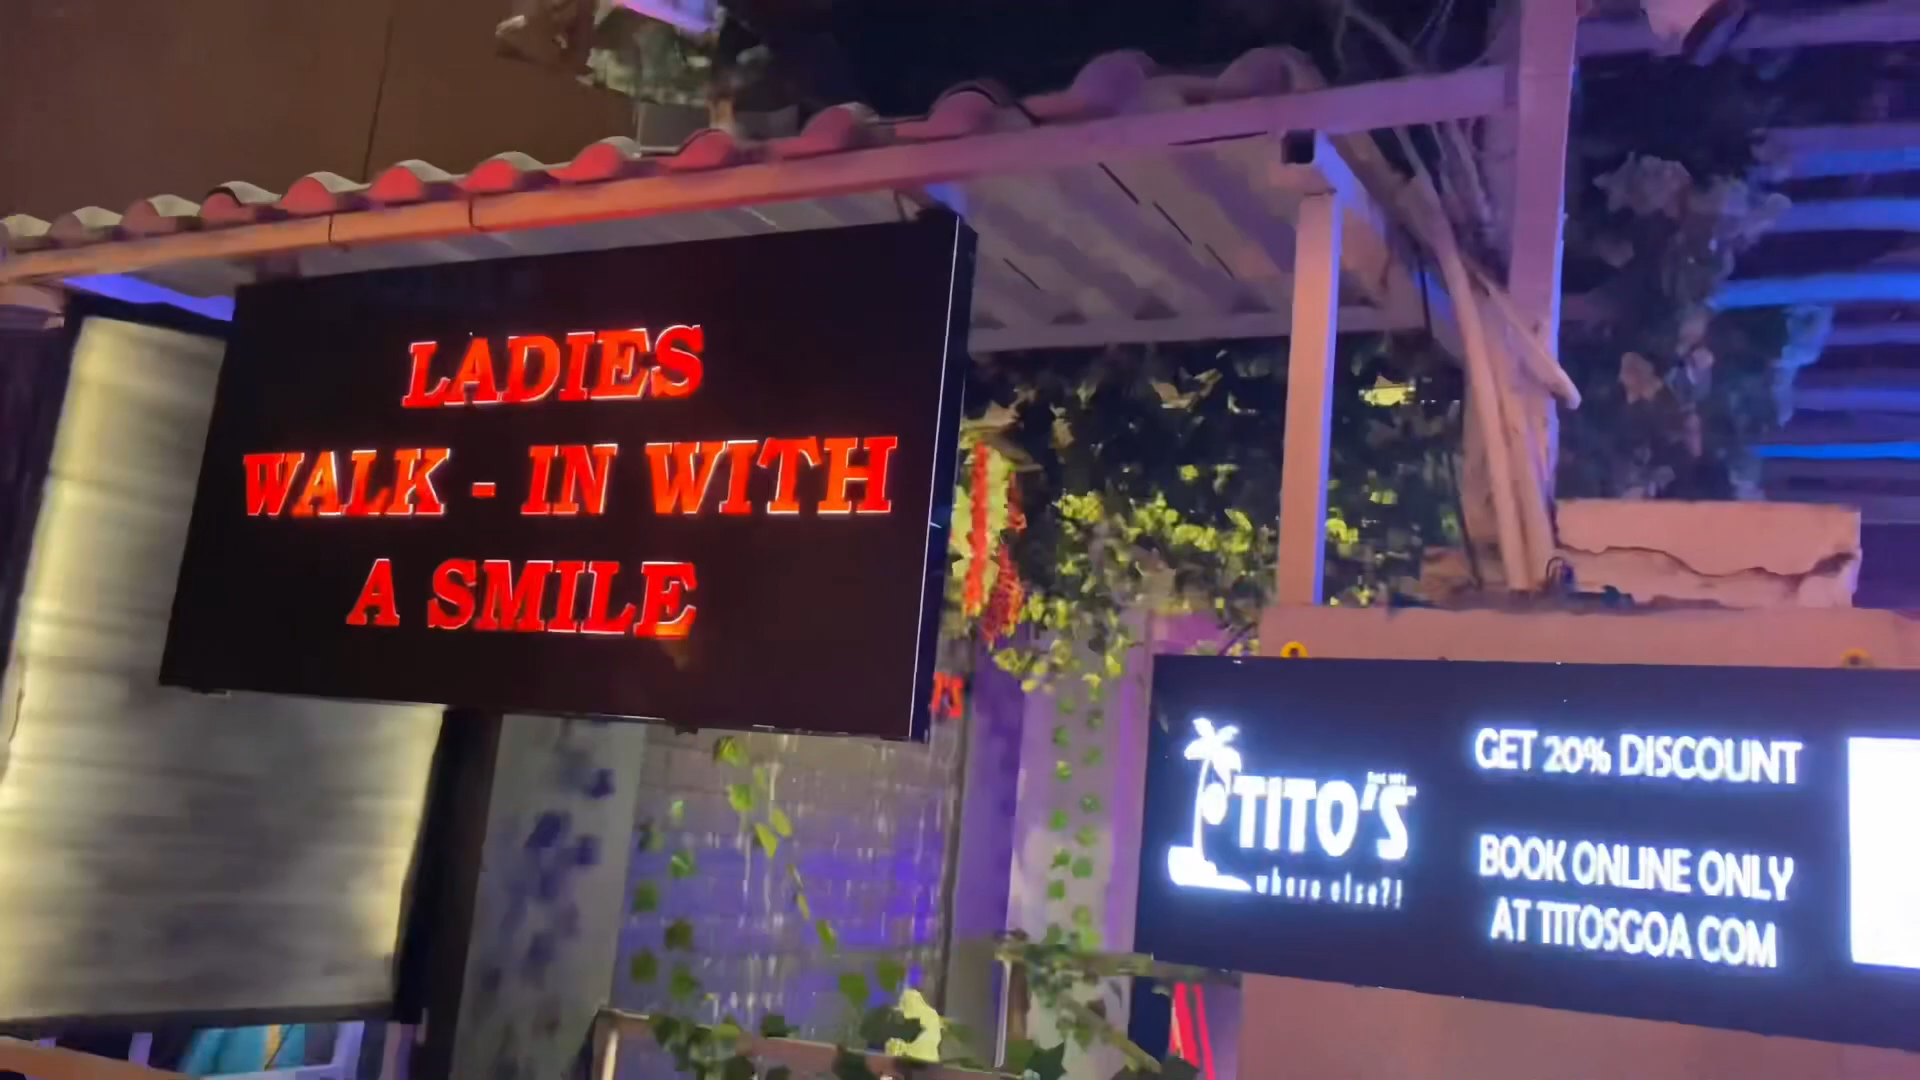 LADIES
WALK - IN WITH
A SMILE
TITO'S
where else?!
GET 20% DISCOUNT
BOOK ONLINE ONLY
AT TITOSGOA.COM